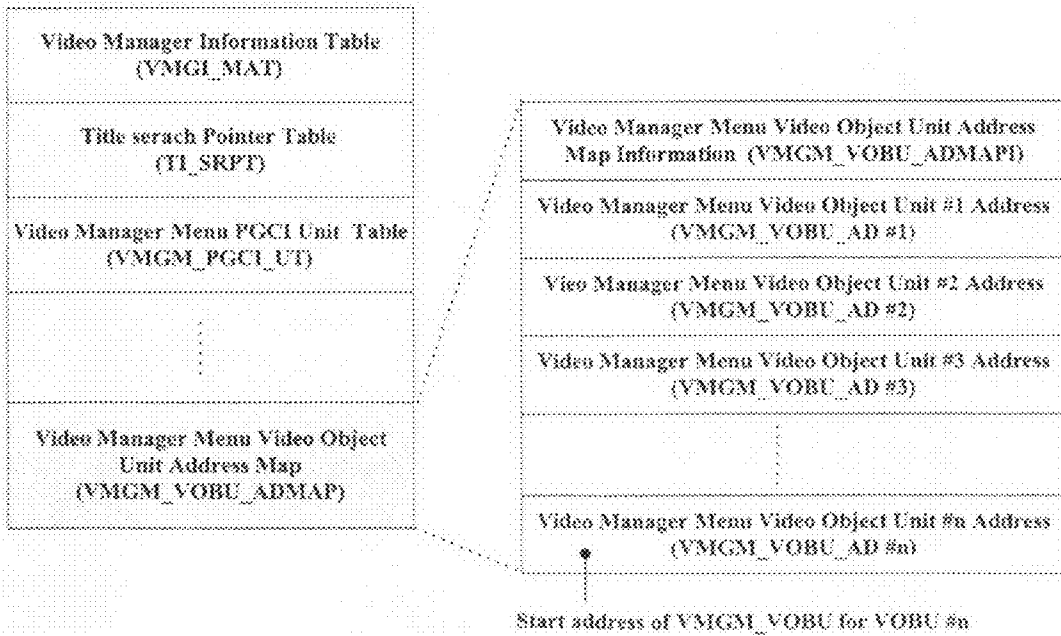 Video Manager Information Table
(VMGI_MAT)
Title serach Pointer Table
(TI_SRPT)
Video Manager Menu PGCI Unit Table
(VMGM_PGCI_UT)
Video Manager Menu Video Object
Unit Address Map
(VMGM_VOBU_ADMAP)
Video Manager Menu Video Object Unit Address
Map Information (VMGM_VOBU_ADMAPI)
Video Manager Menu Video Object Unit #1 Address
(VMGM_VOBU_AD #1)
Vieo Manager Menu Video Object Unit #2 Address
(VMGM_VOBU_AD #2)
Video Manager Menu Video Object Unit #3 Address
(VMGM_VOBU_AD #3)
Video Manager Menu Video Object Unit #n Address
(VMGM_VOBU_AD #n)
Start address of VMGM_VOBU for VOBU #n